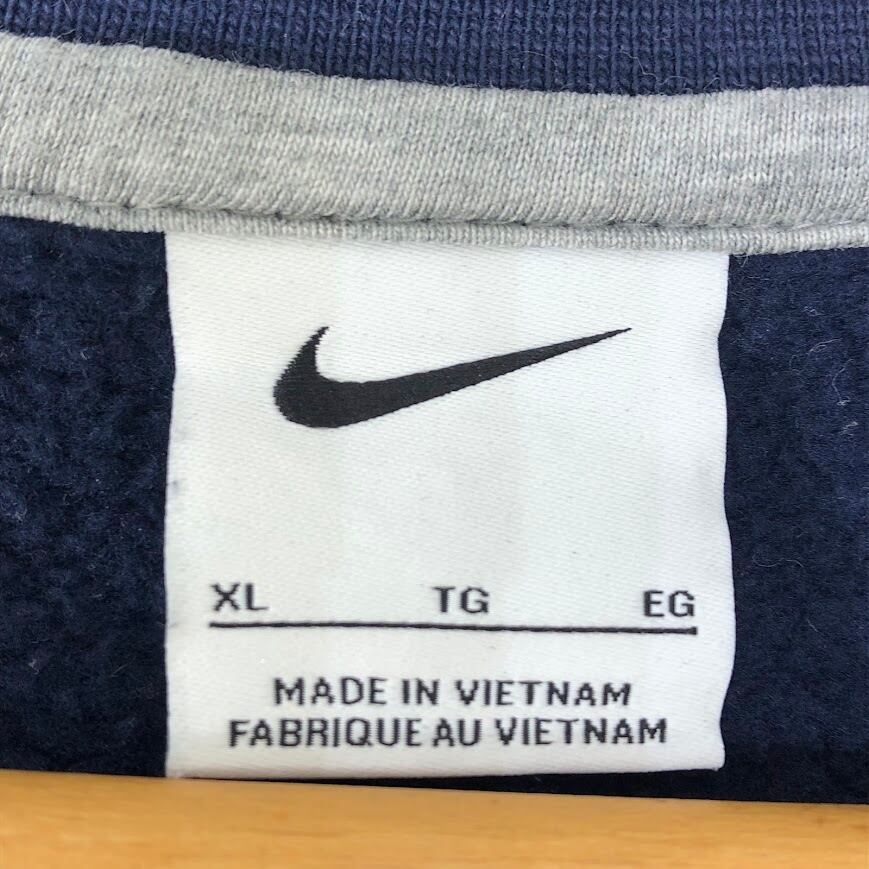 XL TG EG
MADE IN VIETNAM
FABRIQUE AU VIETNAM